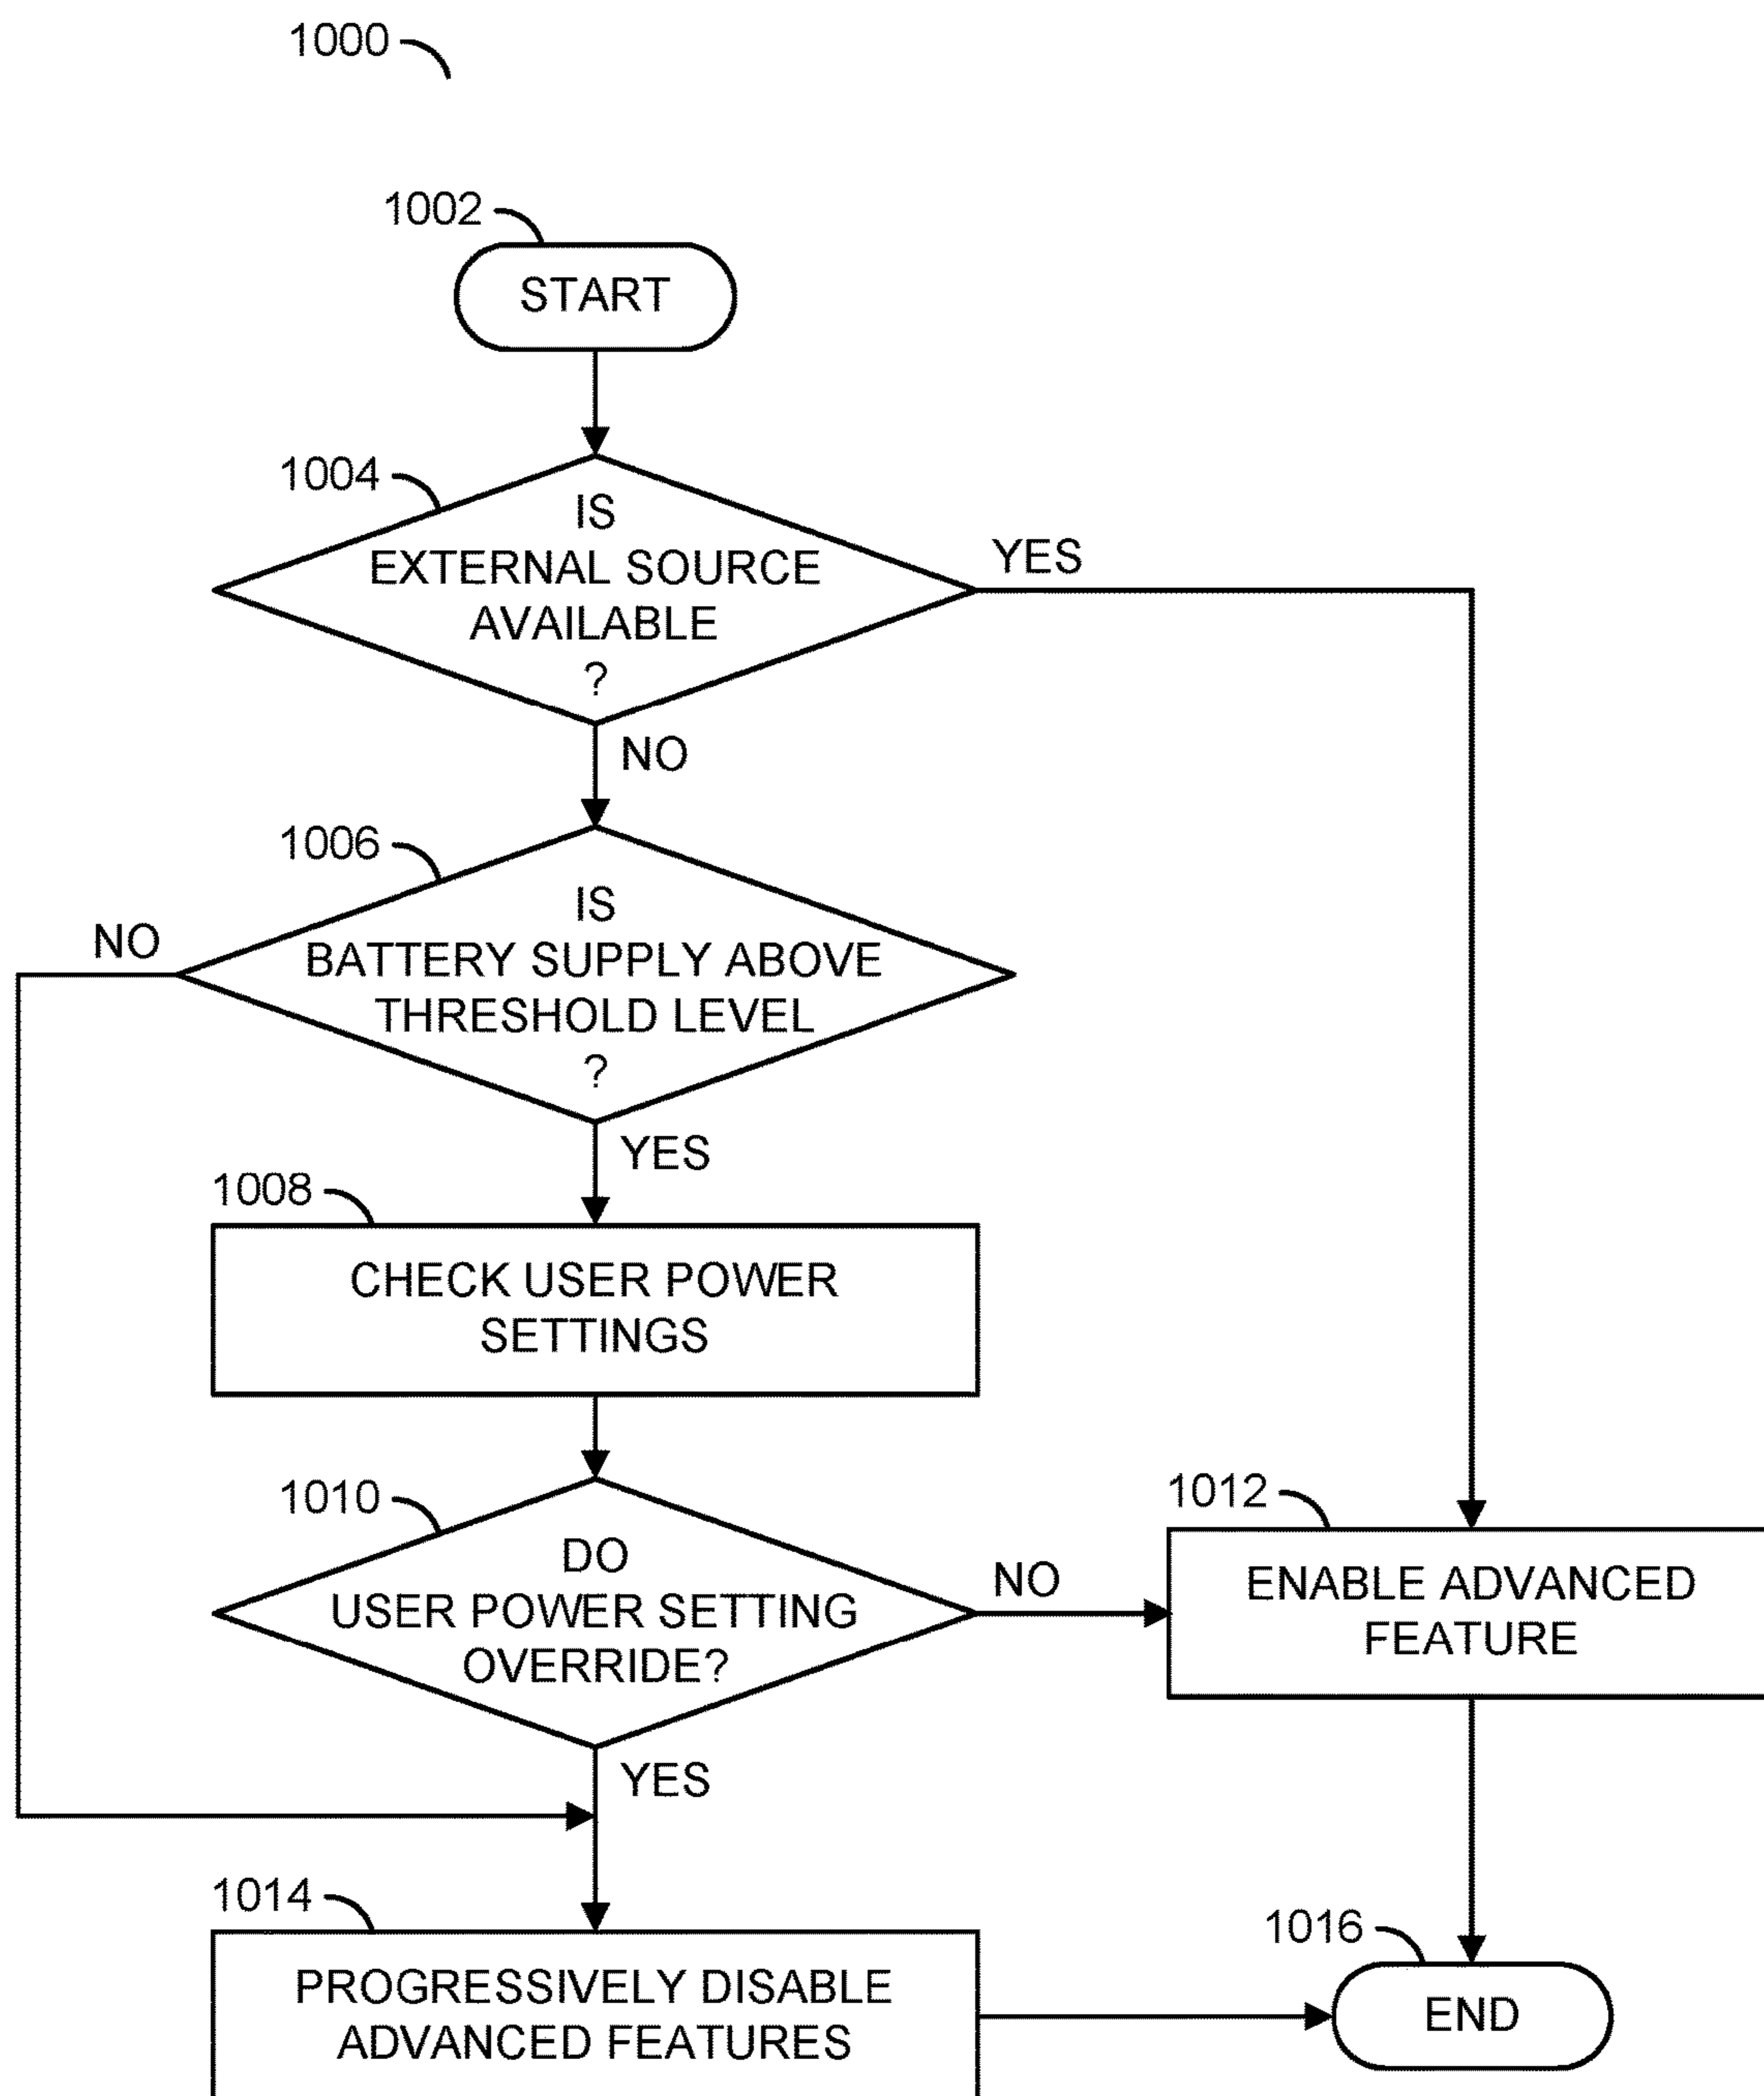 1000
1002
START
1004
IS
EXTERNAL SOURCE
AVAILABLE
?
YES
NO
1006
IS
BATTERY SUPPLY ABOVE
THRESHOLD LEVEL
?
NO
YES
1008
CHECK USER POWER
SETTINGS
1010
DO
USER POWER SETTING
OVERRIDE?
NO
YES
1012
ENABLE ADVANCED
FEATURE
1014
PROGRESSIVELY DISABLE
ADVANCED FEATURES
1016
END